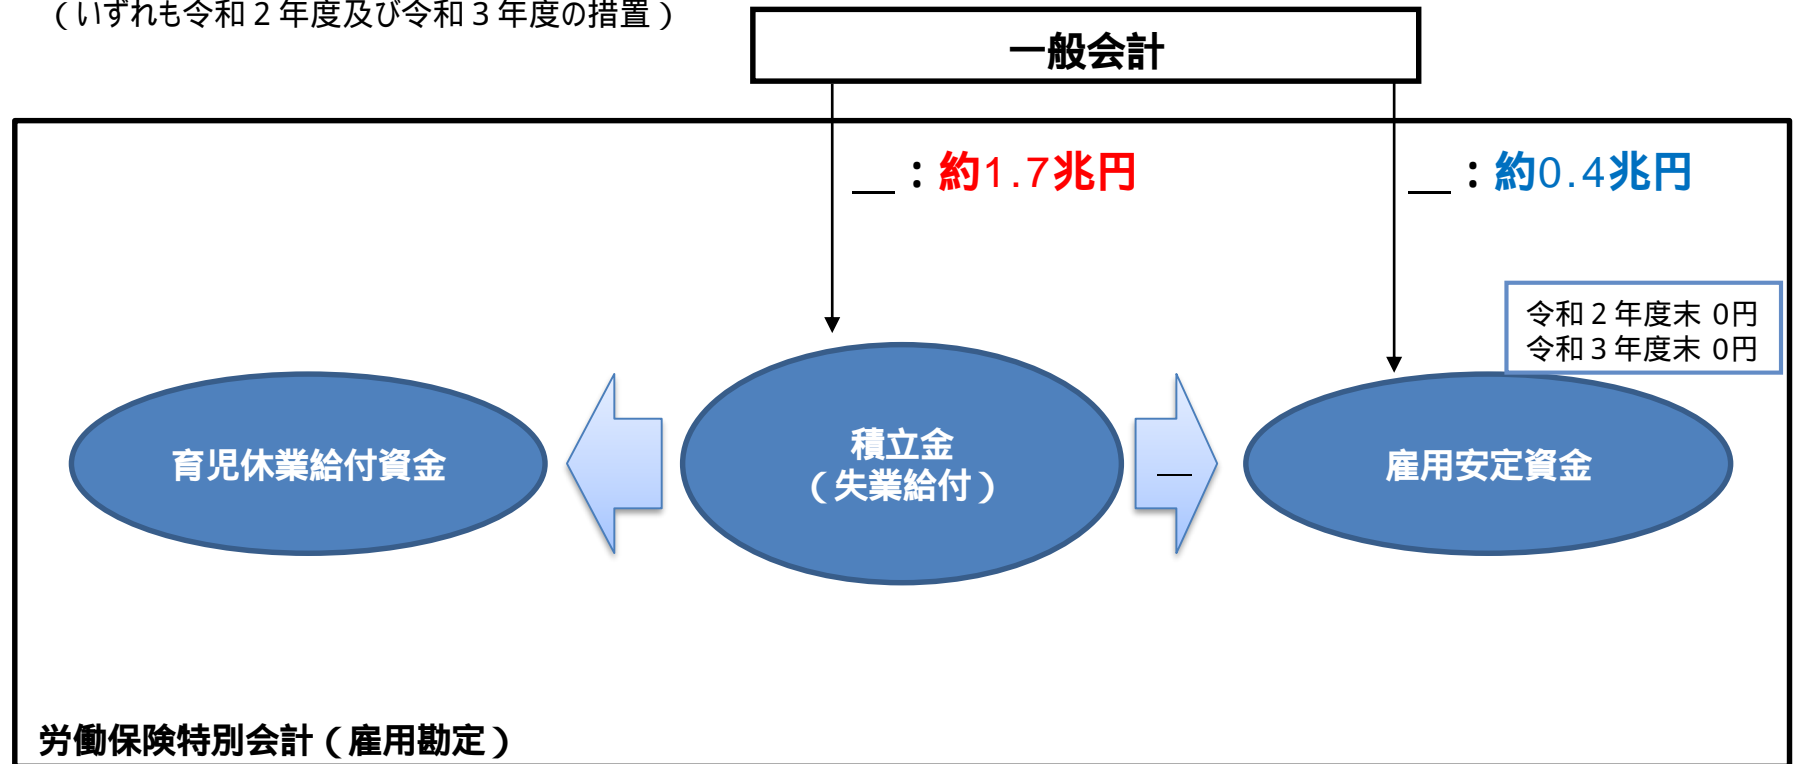 （いずれも令和２年度及び令和３年度の措置）
一般会計
＿：約1.7兆円
＿：約0.4兆円
令和２年度末 0円
令和３年度末 0円
育児休業給付資金
積立金
（失業給付）
＿
雇用安定資金
労働保険特別会計（雇用勘定）